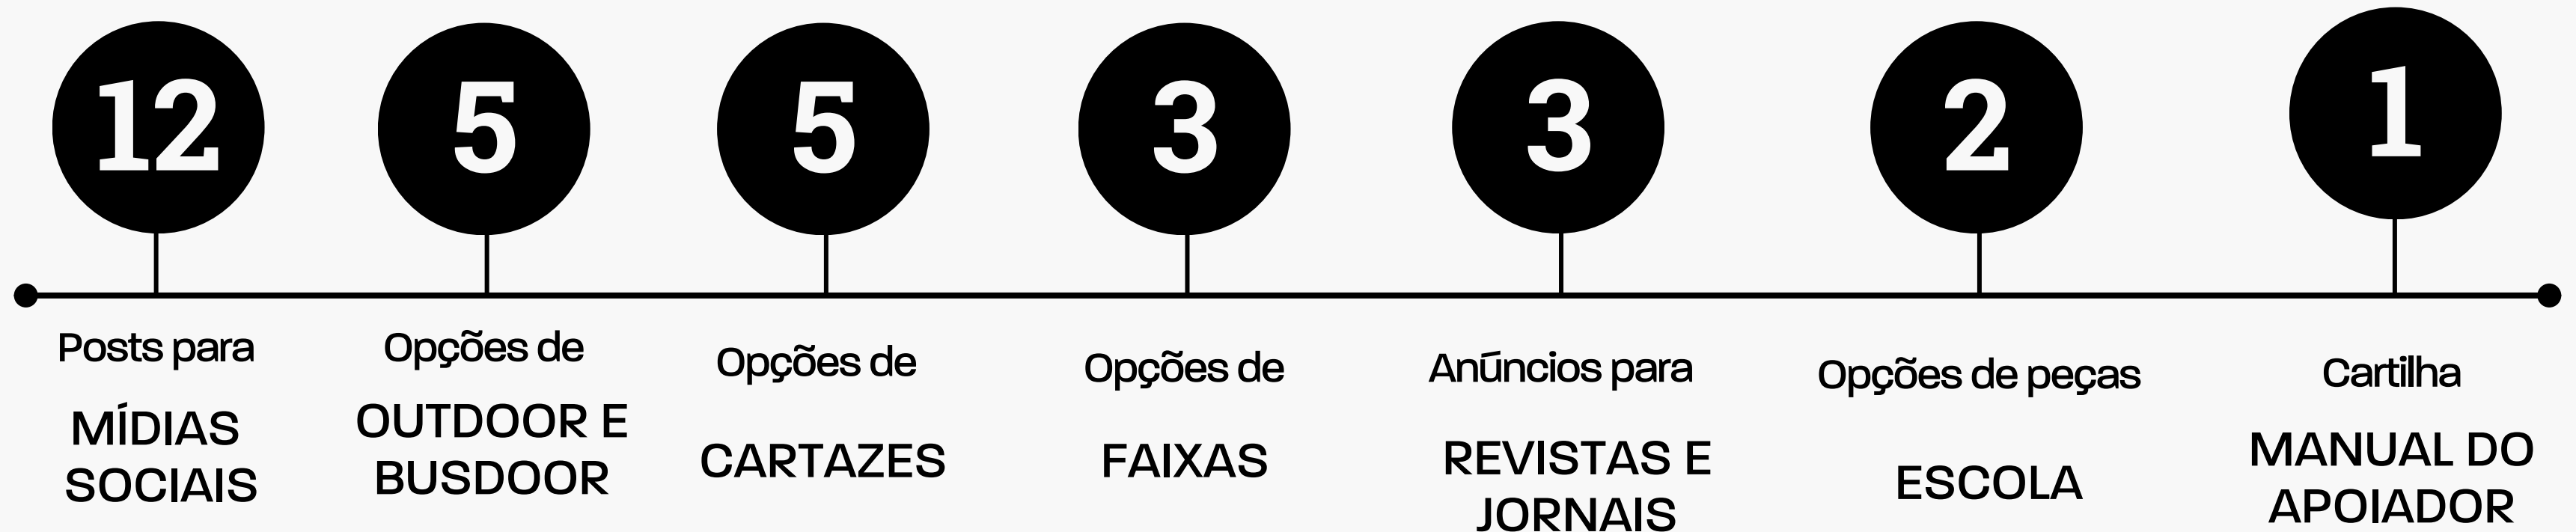 12
Posts para
MÍDIAS
SOCIAIS
5
Opções de
OUTDOOR E
BUSDOOR
5
Opções de
CARTAZES
3
Opções de
FAIXAS
3
Anúncios para
REVISTAS E
JORNAIS
2
Opções de peças
ESCOLA
1
Cartilha
MANUAL DO
APOIADOR